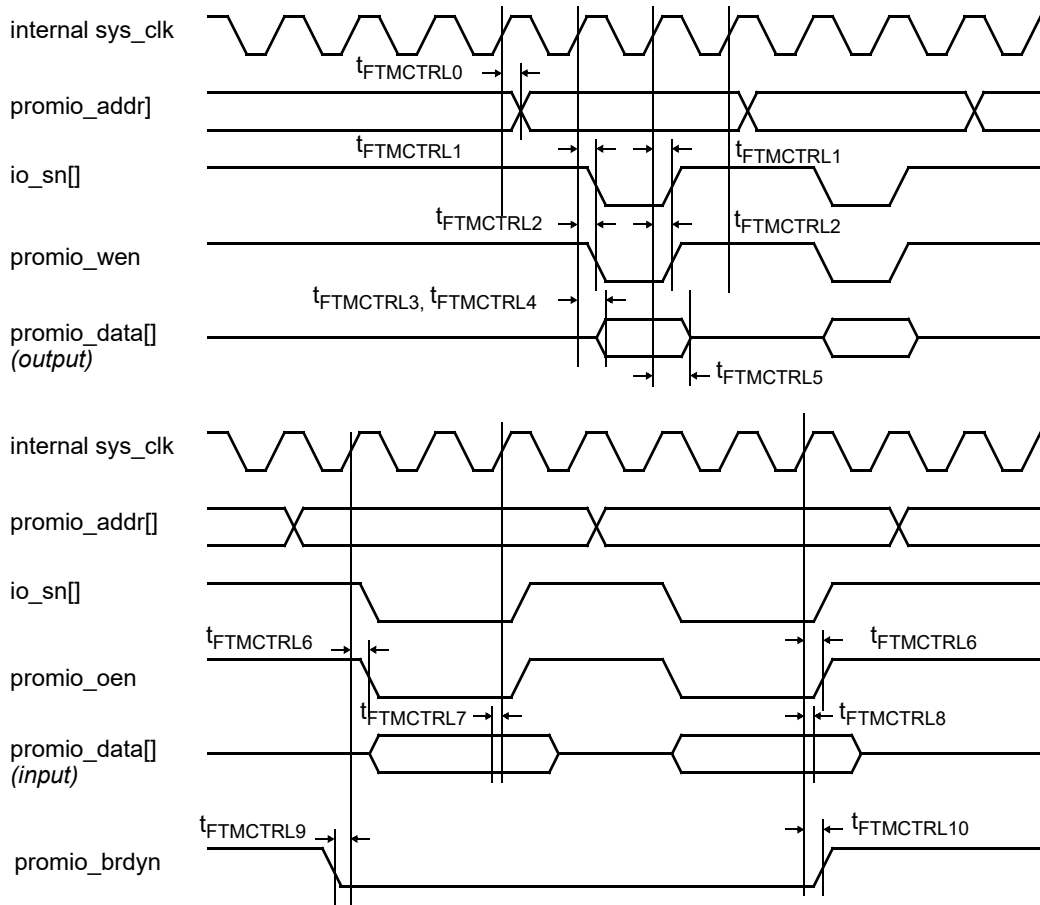 internal sys_clk
tFTMCTRL0
promio_addr]
tFTMCTRL1 tFTMCTRL1
io_sn[]
tFTMCTRL2 tFTMCTRL2
promio_wen
tFTMCTRL3, tFTMCTRL4
promio_data[]
(output)
tFTMCTRL5
internal sys_clk
promio_addr[]
io_sn[]
tFTMCTRL6 tFTMCTRL6
promio_oen
tFTMCTRL7 tFTMCTRL8
promio_data[]
(input)
tFTMCTRL9 tFTMCTRL10
promio_brdyn